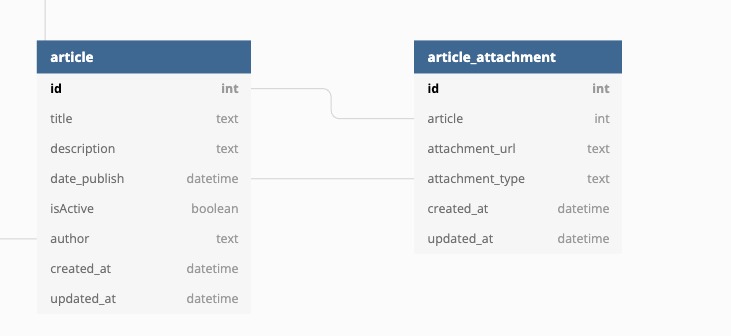 article
id int
title text
description text
date_publish datetime
isActive boolean
author text
created_at datetime
updated_at datetime
article_attachment
id int
article int
attachment_url text
attachment_type text
created_at datetime
updated_at datetime